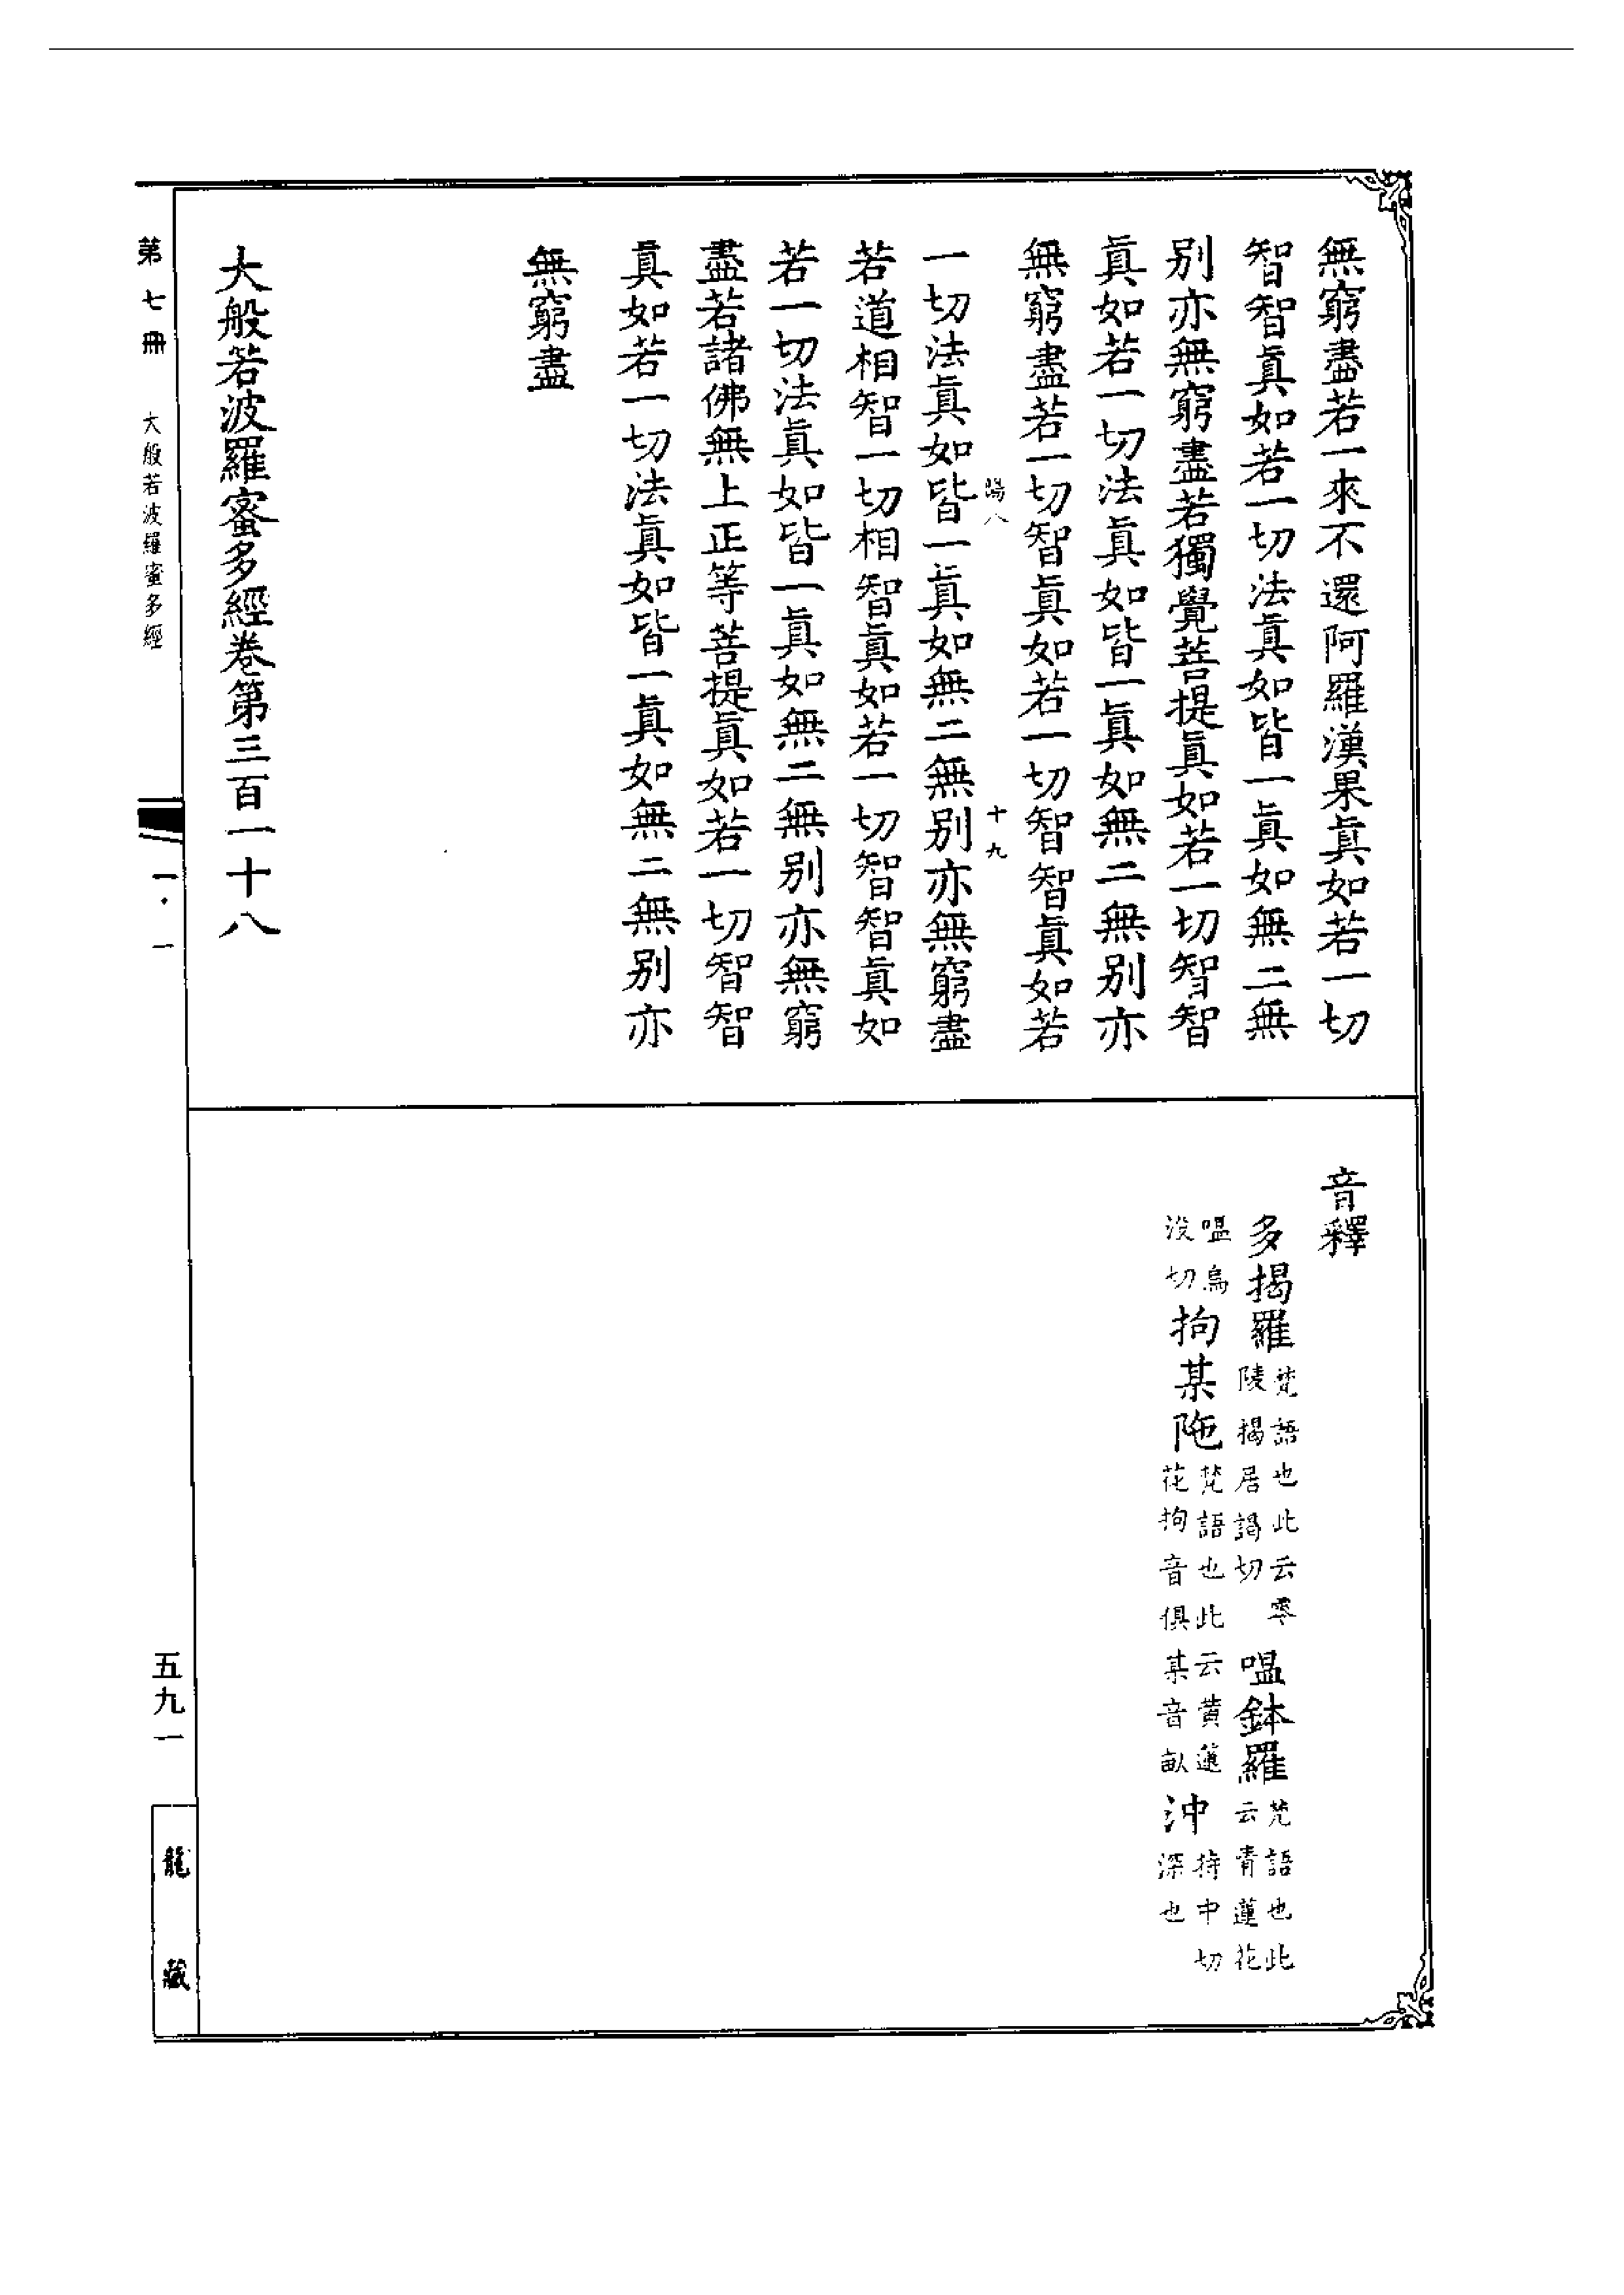 無窮盡若一來不還阿羅漢果真如若一切
智智真如若一切法真如皆一真如無二無
別亦無窮盡若獨覺菩提真如若一切智智
真如若一切法真如皆一真如無二無別亦
無窮盡若一切智真如若一切智智真如若
陽八 十九
一切法真如皆一真如無二無別亦無窮盡
若道相智一切相智真如若一切智智真如
若一切法真如皆一真如無二無別亦無窮
盡若諸佛無上正等菩提真如若一切智智
真如若一切法真如皆一真如無二無別亦
無窮盡
大般若波羅蜜多經卷第三百一十八
音釋
多揭羅 梵語也此云零陵揭居謁切 嗢鉢羅 梵語也此云青蓮花
嗢烏沒切 拘某陁 梵語也此云黃蓮花拘音俱某音畝 沖 持中切深也
第七冊 大般若波羅蜜多經 一·一 五九一 龍藏